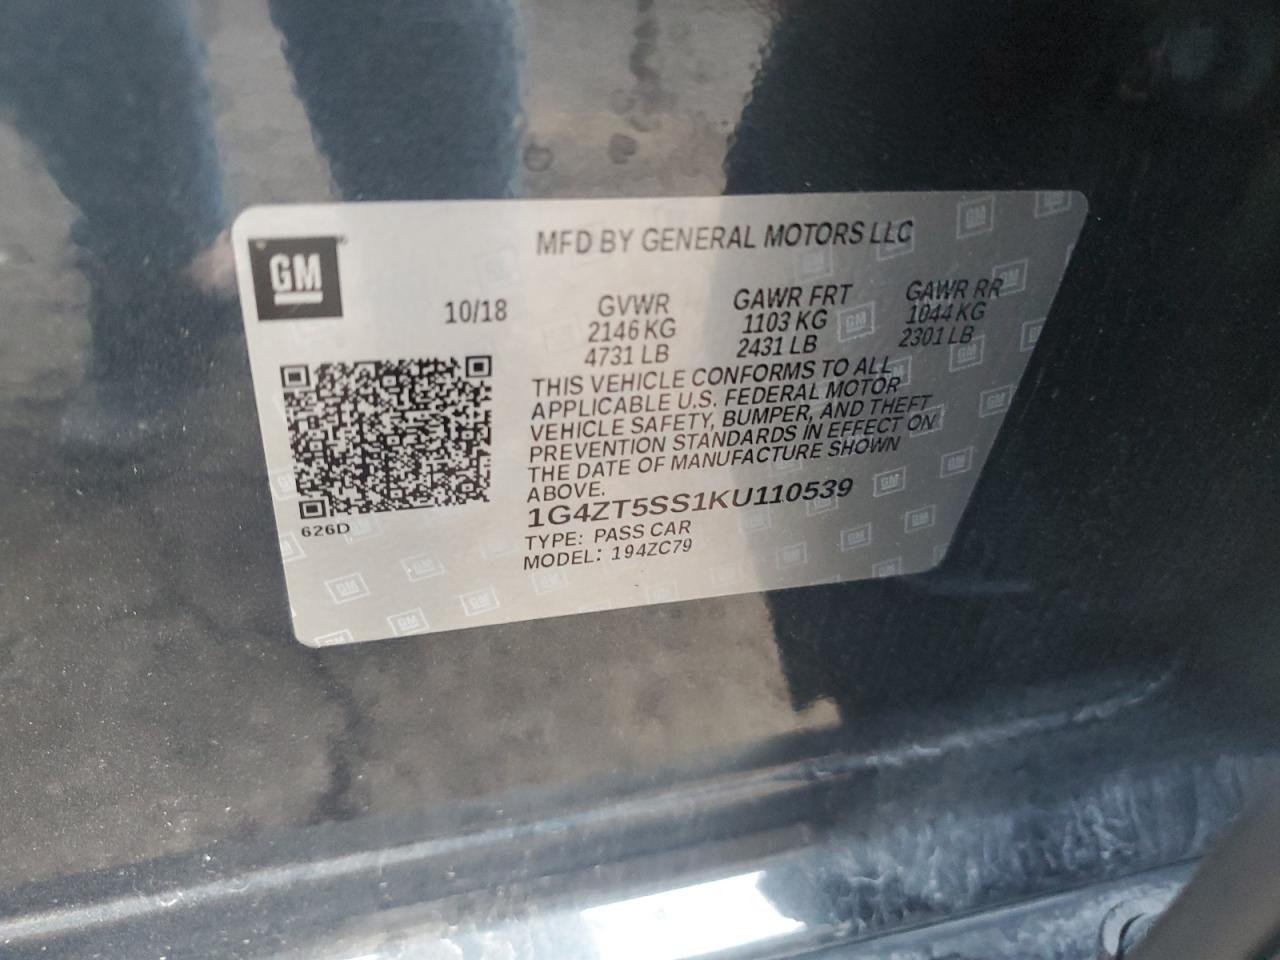 GM
MFD BY GENERAL MOTORS LLC
10/18
GVWR GAWR FRT GAWR RR
2146 KG 1103 KG 1044 KG
4731 LB 2431 LB 2301 LB
THIS VEHICLE CONFORMS TO ALL
APPLICABLE U.S. FEDERAL MOTOR
VEHICLE SAFETY, BUMPER, AND THEFT
PREVENTION STANDARDS IN EFFECT ON
THE DATE OF MANUFACTURE SHOWN
ABOVE.
1G4ZT5SS1KU110539
TYPE: PASS CAR
MODEL: 194ZC79
626D